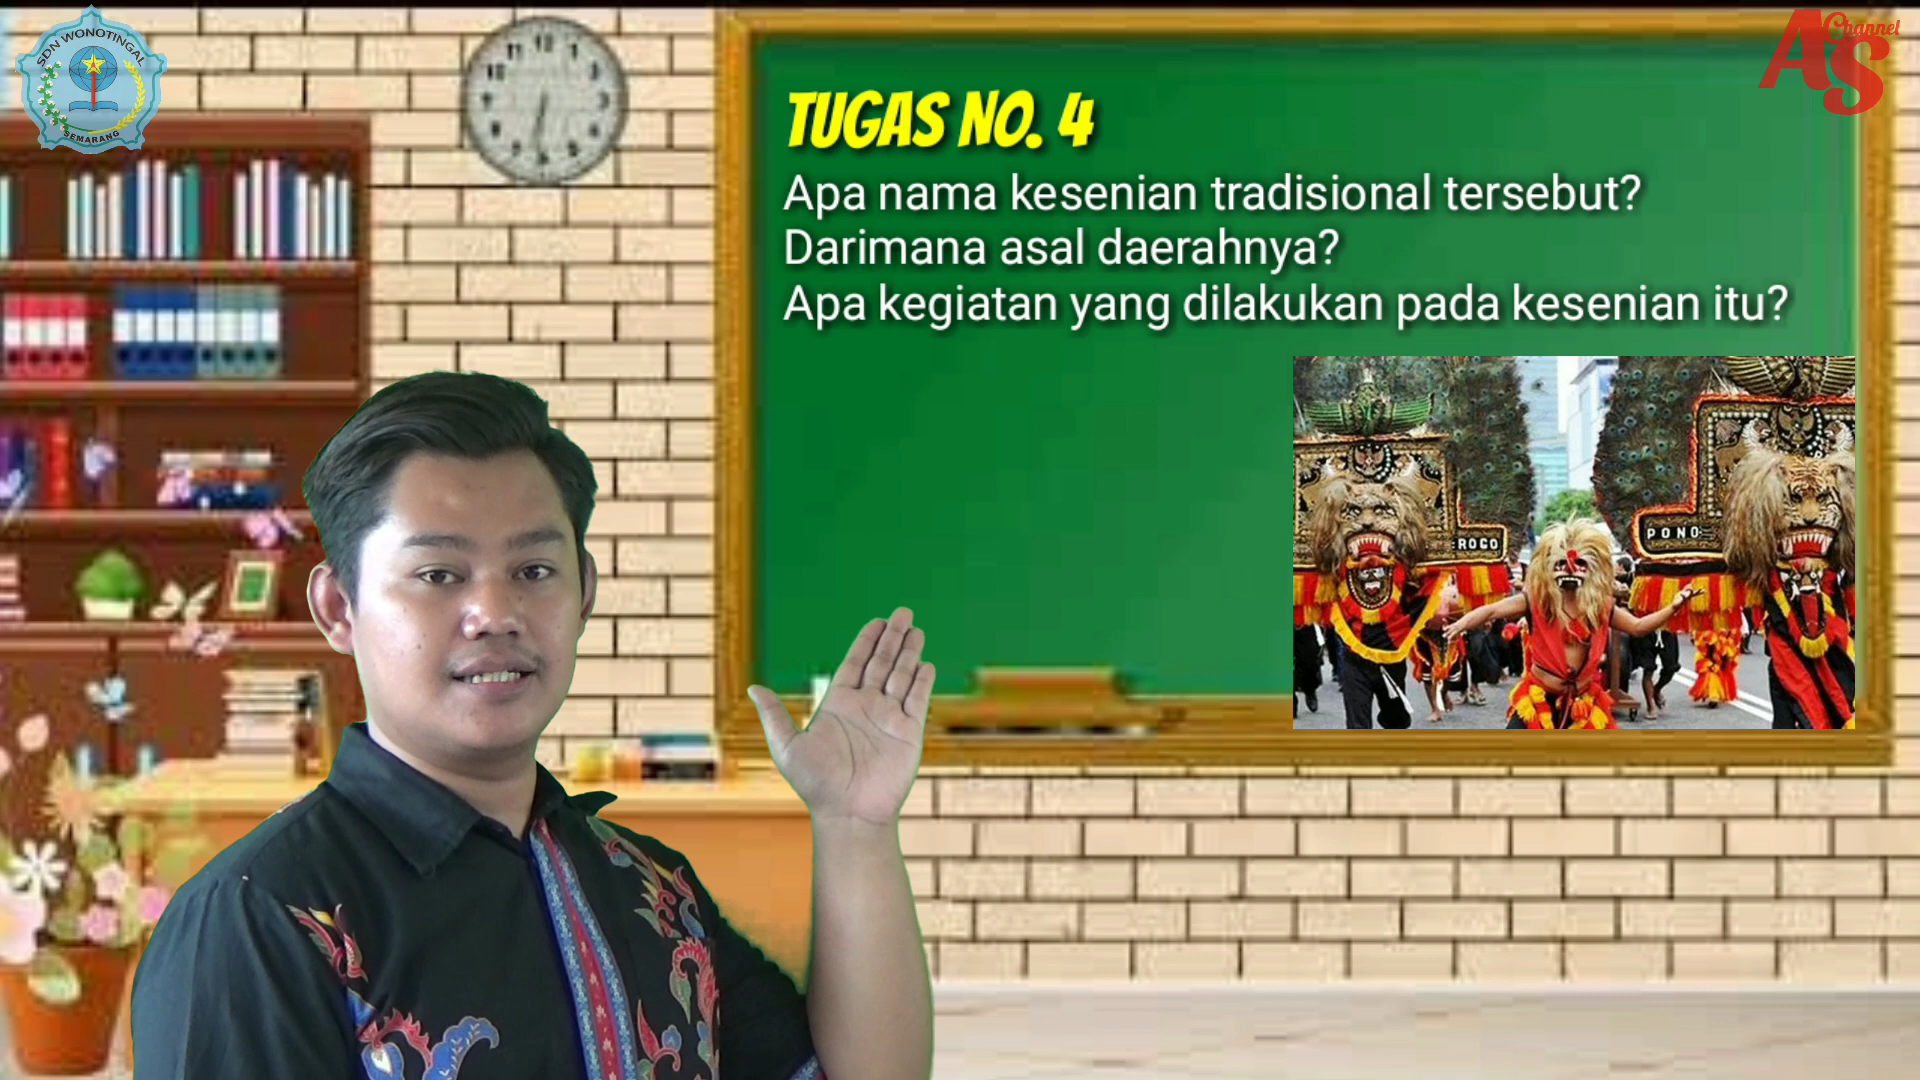 SDN WONOTINGAL
SEMARANG
Channel
AS
TUGAS NO. 4
Apa nama kesenian tradisional tersebut?
Darimana asal daerahnya?
Apa kegiatan yang dilakukan pada kesenian itu?
ROGO
PONO